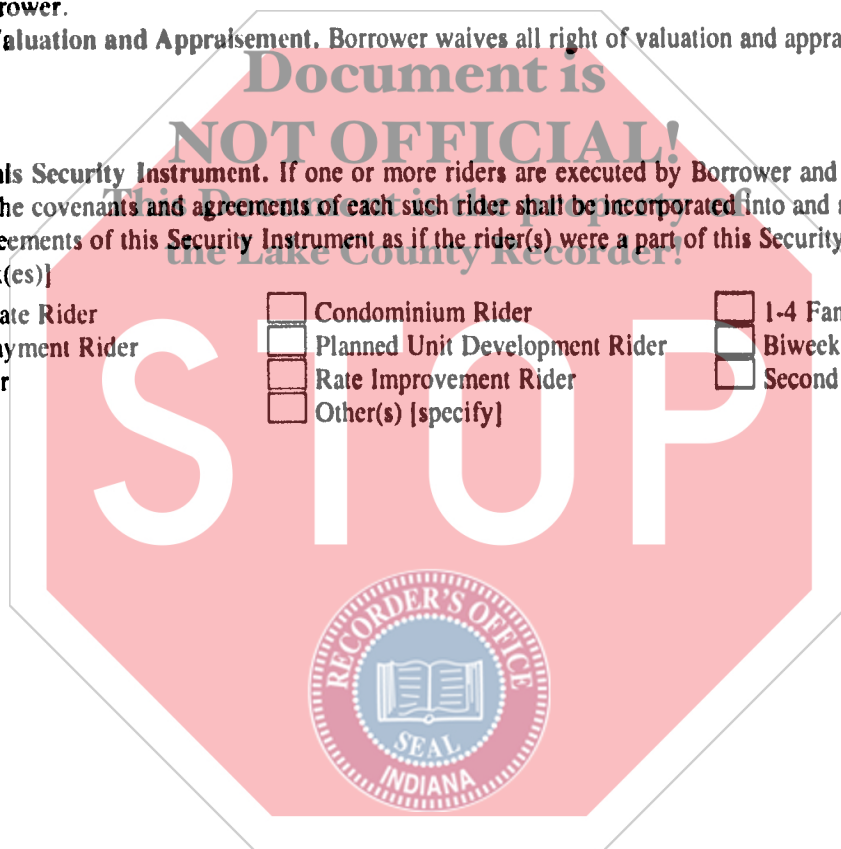 rower.
aluation and Appraisement. Borrower waives all right of valuation and appra
Document is
NOT OFFICIAL!
This Document is the property of
the Lake County Recorder!
is Security Instrument. If one or more riders are executed by Borrower and
he covenants and agreements of each such rider shall be incorporated into and
eements of this Security Instrument as if the rider(s) were a part of this Security
(es)]
ate Rider
Condominium Rider
1-4 Fam
yment Rider
Planned Unit Development Rider
Biweek
r
Rate Improvement Rider
Second
Other(s) [specify]
STOP
RECORDER'S OFFICE
SEAL
INDIANA